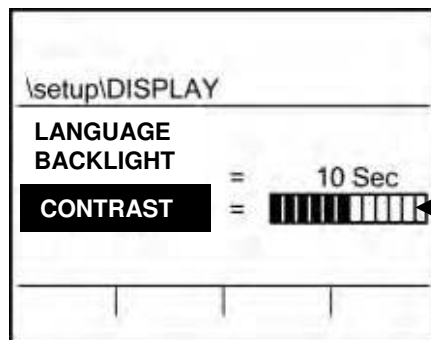 \setup\DISPLAY
LANGUAGE
BACKLIGHT = 10 Sec
CONTRAST =